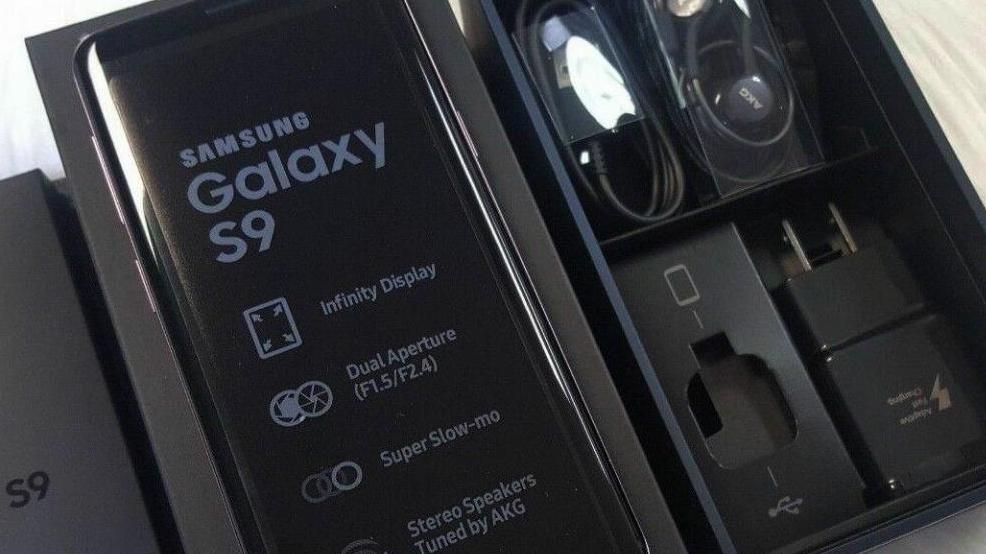 SAMSUNG
Galaxy
S9
Infinity Display
Dual Aperture
(F1.5/F2.4)
Super Slow-mo
Stereo Speakers
Tuned by AKG
S9
AKG
Adaptive
Fast
Charging